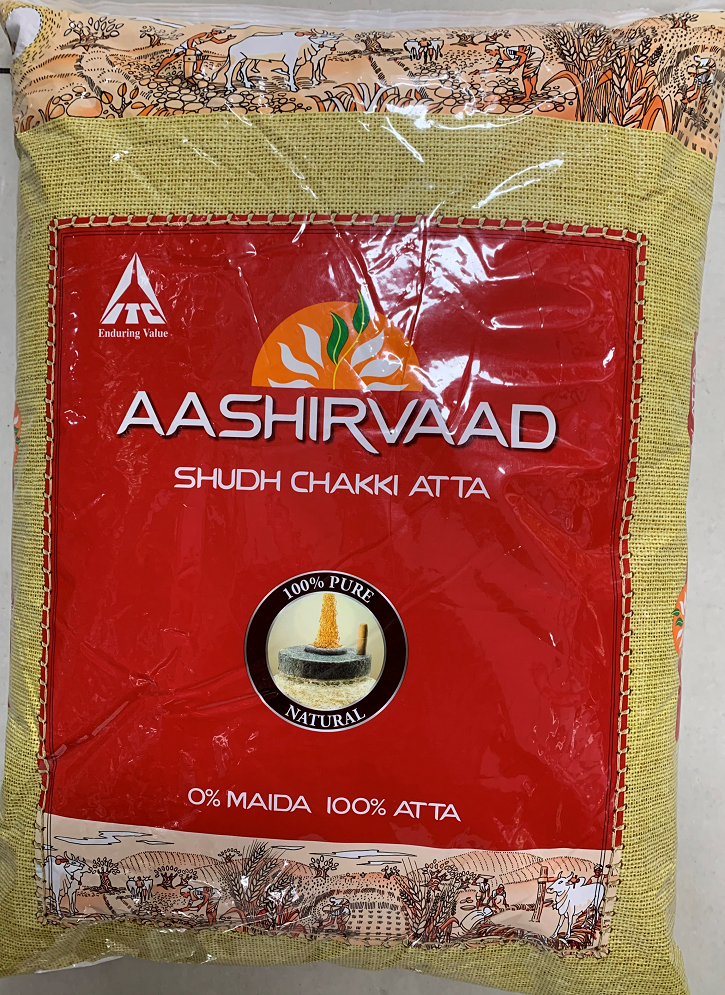 ITC
Enduring Value
AASHIRVAAD
SHUDH CHAKKI ATTA
100% PURE
NATURAL
0% MAIDA 100% ATTA